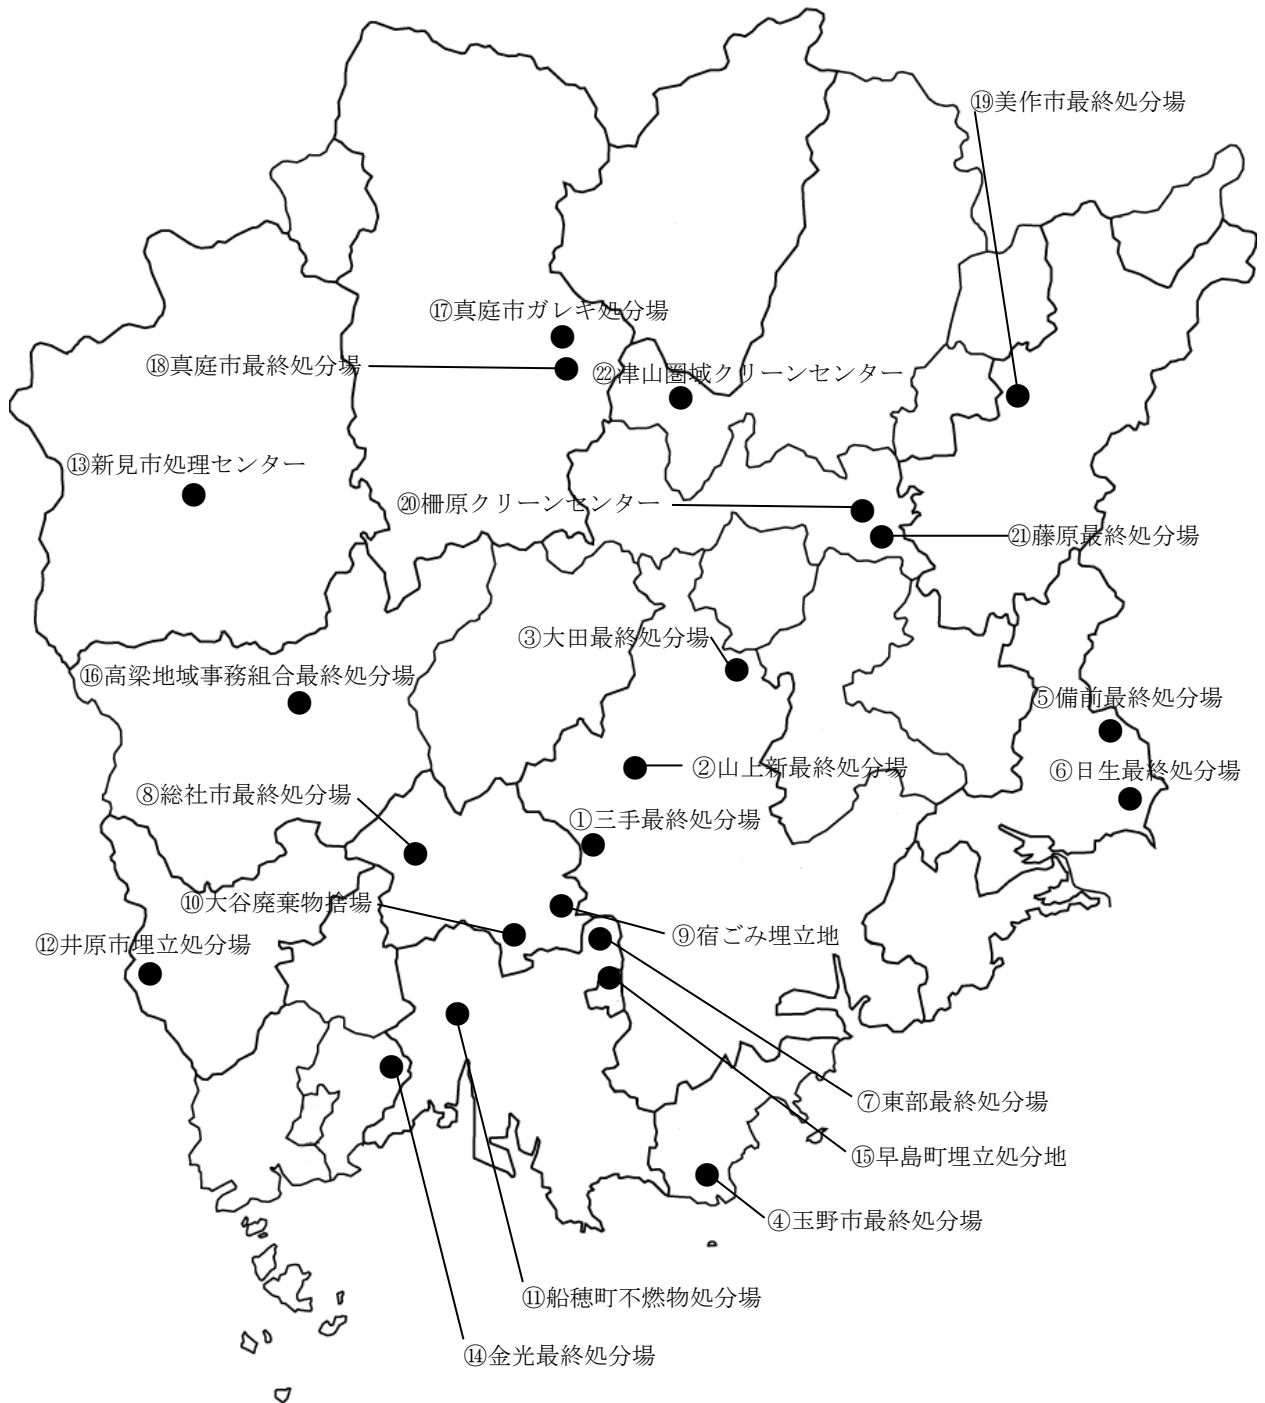 ⑲美作市最終処分場
⑰真庭市ガレキ処分場
⑱真庭市最終処分場
㉒津山圏域クリーンセンター
⑬新見市処理センター
⑳柵原クリーンセンター
㉑藤原最終処分場
③大田最終処分場
⑯高梁地域事務組合最終処分場
⑤備前最終処分場
②山上新最終処分場
⑥日生最終処分場
⑧総社市最終処分場
①三手最終処分場
⑩大谷廃棄物捨場
⑨宿ごみ埋立地
⑫井原市埋立処分場
⑦東部最終処分場
⑮早島町埋立処分地
④玉野市最終処分場
⑪船穂町不燃物処分場
⑭金光最終処分場